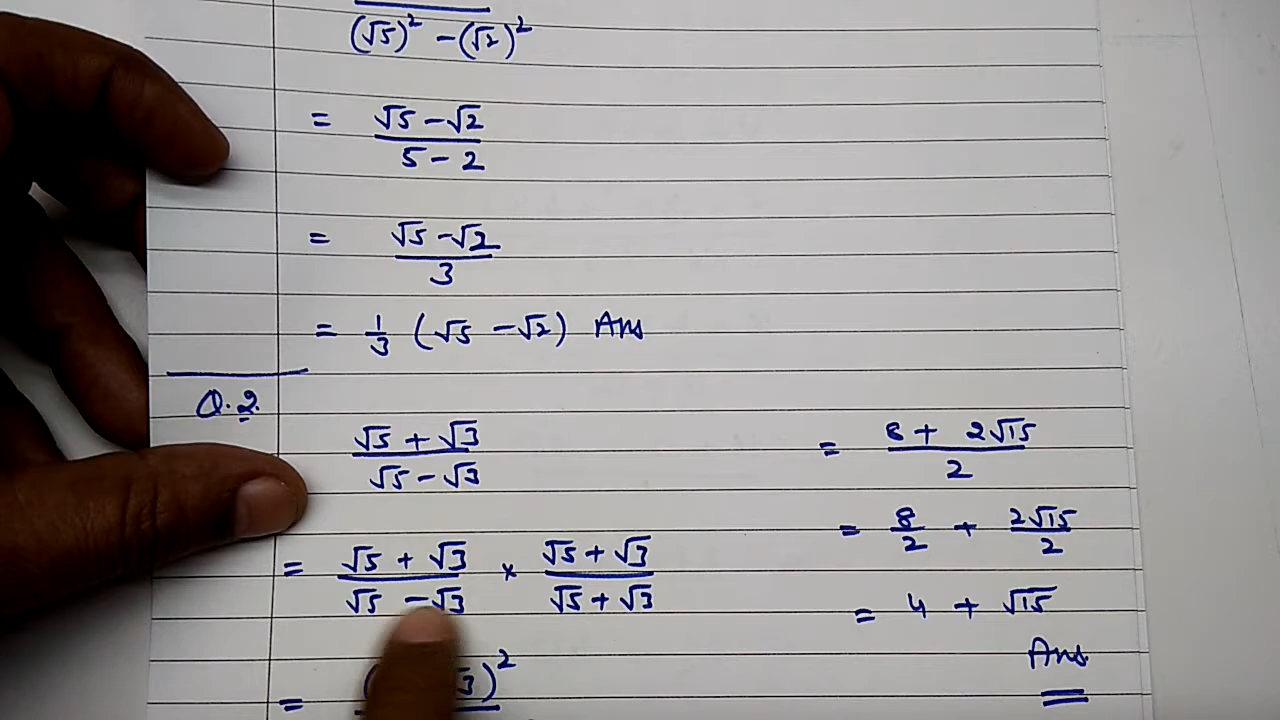 (√5)² - (√2)²
= √5 - √2
5 - 2
= √5 - √2
3
= 1/3 (√5 - √2) Ans
Q.2.
√5 + √3
√5 - √3
= √5 + √3 × √5 + √3
√5 - √3 √5 + √3
= ( √3)²
= 8 + 2√15
2
= 8/2 + 2√15/2
= 4 + √15
Ans